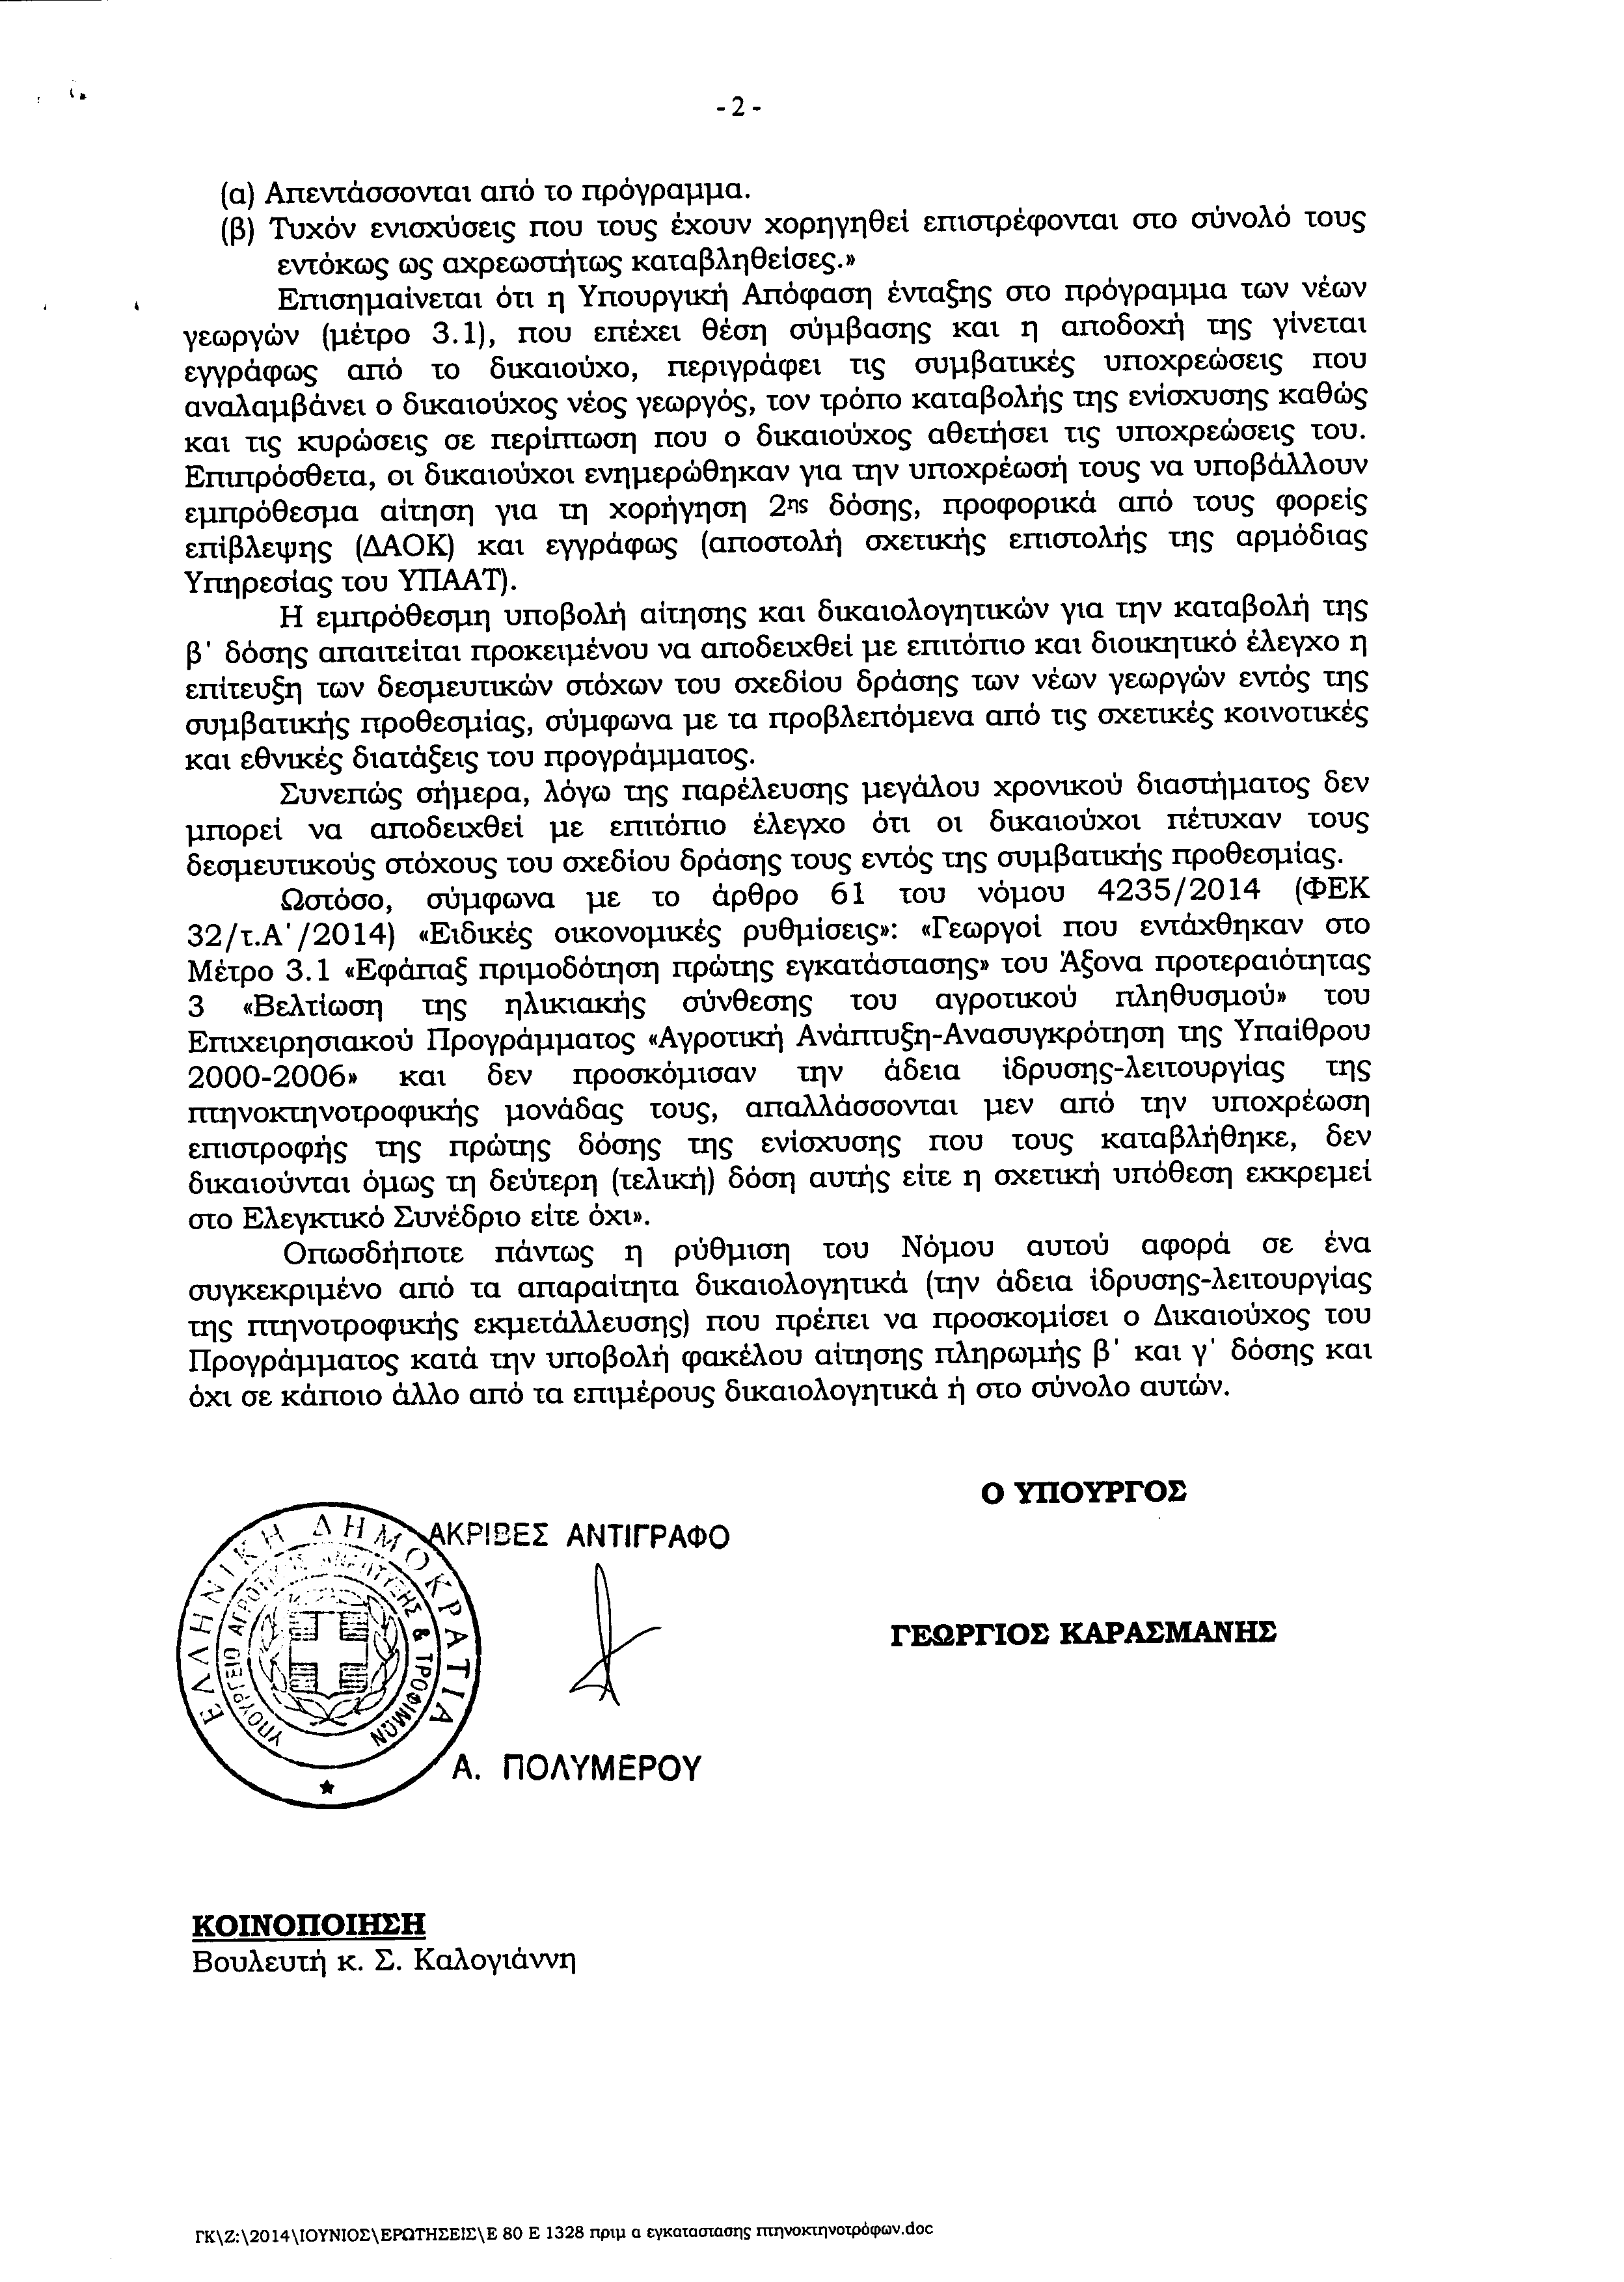 - 2 -
(α) Απεντάσσονται από το πρόγραμμα.
(β) Τυχόν ενισχύσεις που τους έχουν χορηγηθεί επιστρέφονται στο σύνολό τους
εντόκως ως αχρεωστήτως καταβληθείσες.»
Επισημαίνεται ότι η Υπουργική Απόφαση ένταξης στο πρόγραμμα των νέων
γεωργών (μέτρο 3.1), που επέχει θέση σύμβασης και η αποδοχή της γίνεται
εγγράφως από το δικαιούχο, περιγράφει τις συμβατικές υποχρεώσεις που
αναλαμβάνει ο δικαιούχος νέος γεωργός, τον τρόπο καταβολής της ενίσχυσης καθώς
και τις κυρώσεις σε περίπτωση που ο δικαιούχος αθετήσει τις υποχρεώσεις του.
Επιπρόσθετα, οι δικαιούχοι ενημερώθηκαν για την υποχρέωσή τους να υποβάλλουν
εμπρόθεσμα αίτηση για τη χορήγηση 2ης δόσης, προφορικά από τους φορείς
επίβλεψης (ΔΑΟΚ) και εγγράφως (αποστολή σχετικής επιστολής της αρμόδιας
Υπηρεσίας του ΥΠΑΑΤ).
Η εμπρόθεσμη υποβολή αίτησης και δικαιολογητικών για την καταβολή της
β' δόσης απαιτείται προκειμένου να αποδειχθεί με επιτόπιο και διοικητικό έλεγχο η
επίτευξη των δεσμευτικών στόχων του σχεδίου δράσης των νέων γεωργών εντός της
συμβατικής προθεσμίας, σύμφωνα με τα προβλεπόμενα από τις σχετικές κοινοτικές
και εθνικές διατάξεις του προγράμματος.
Συνεπώς σήμερα, λόγω της παρέλευσης μεγάλου χρονικού διαστήματος δεν
μπορεί να αποδειχθεί με επιτόπιο έλεγχο ότι οι δικαιούχοι πέτυχαν τους
δεσμευτικούς στόχους του σχεδίου δράσης τους εντός της συμβατικής προθεσμίας.
Ωστόσο, σύμφωνα με το άρθρο 61 του νόμου 4235/2014 (ΦΕΚ
32/τ.Α'/2014) «Ειδικές οικονομικές ρυθμίσεις»: «Γεωργοί που εντάχθηκαν στο
Μέτρο 3.1 «Εφάπαξ πριμοδότηση πρώτης εγκατάστασης» του Άξονα προτεραιότητας
3 «Βελτίωση της ηλικιακής σύνθεσης του αγροτικού πληθυσμού» του
Επιχειρησιακού Προγράμματος «Αγροτική Ανάπτυξη-Ανασυγκρότηση της Υπαίθρου
2000-2006» και δεν προσκόμισαν την άδεια ίδρυσης-λειτουργίας της
πτηνοκτηνοτροφικής μονάδας τους, απαλλάσσονται μεν από την υποχρέωση
επιστροφής της πρώτης δόσης της ενίσχυσης που τους καταβλήθηκε, δεν
δικαιούνται όμως τη δεύτερη (τελική) δόση αυτής είτε η σχετική υπόθεση εκκρεμεί
στο Ελεγκτικό Συνέδριο είτε όχι».
Οπωσδήποτε πάντως η ρύθμιση του Νόμου αυτού αφορά σε ένα
συγκεκριμένο από τα απαραίτητα δικαιολογητικά (την άδεια ίδρυσης-λειτουργίας
της πτηνοτροφικής εκμετάλλευσης) που πρέπει να προσκομίσει ο Δικαιούχος του
Προγράμματος κατά την υποβολή φακέλου αίτησης πληρωμής β' και γ' δόσης και
όχι σε κάποιο άλλο από τα επιμέρους δικαιολογητικά ή στο σύνολο αυτών.
Ο ΥΠΟΥΡΓΟΣ
ΑΚΡΙΒΕΣ ΑΝΤΙΓΡΑΦΟ
ΕΛΛΗΝΙΚΗ ΔΗΜΟΚΡΑΤΙΑ
ΥΠΟΥΡΓΕΙΟ ΑΓΡΟΤΙΚΗΣ ΑΝΑΠΤΥΞΗΣ & ΤΡΟΦΙΜΩΝ
ΓΕΩΡΓΙΟΣ ΚΑΡΑΣΜΑΝΗΣ
Α. ΠΟΛΥΜΕΡΟΥ
ΚΟΙΝΟΠΟΙΗΣΗ
Βουλευτή κ. Σ. Καλογιάννη
ΓΚ\Ζ:\2014\ΙΟΥΝΙΟΣ\ΕΡΩΤΗΣΕΙΣ\Ε 80 Ε 1328 πριμ α εγκαταστασης πτηνοκτηνοτρόφων.doc